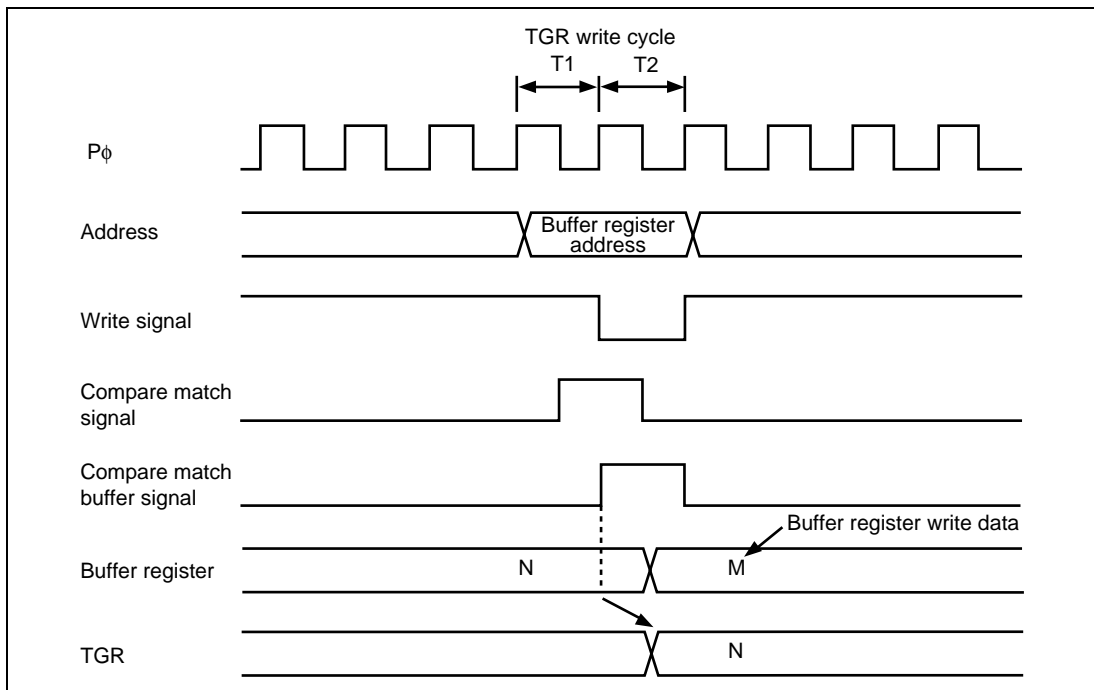 TGR write cycle
T1 T2
Pϕ
Address
Buffer register
address
Write signal
Compare match
signal
Compare match
buffer signal
Buffer register write data
Buffer register
N M
TGR
N